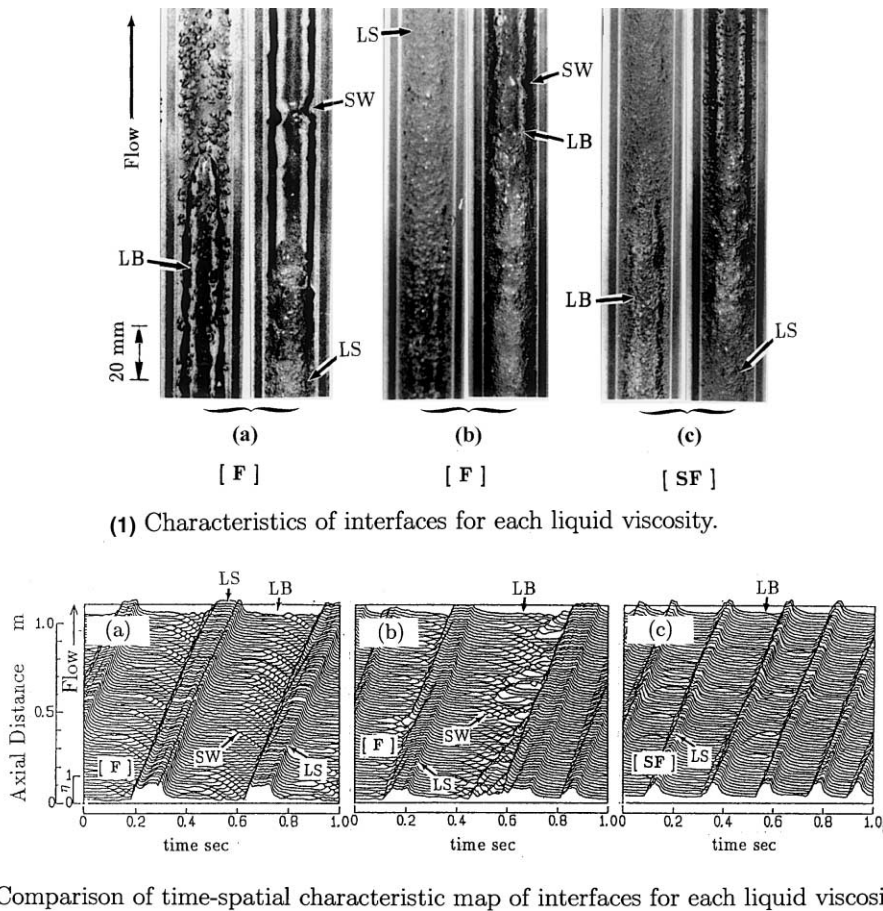 LS
SW
SW
LB
Flow
LB
LB
LS
LS
20 mm
(a)
(b)
(c)
[ F ]
[ F ]
[ SF ]
(1) Characteristics of interfaces for each liquid viscosity.
LS
LB
LB
LB
Axial Distance m
Flow
1.0
0.5
1
η
0
0
(a)
(b)
(c)
[ F ]
SW
LS
[ F ]
SW
LS
[ SF ]
LS
0 0.2 0.4 0.6 0.8 1.0
0 0.2 0.4 0.6 0.8 1.0
0 0.2 0.4 0.6 0.8 1.0
time sec
time sec
time sec
Comparison of time-spatial characteristic map of interfaces for each liquid